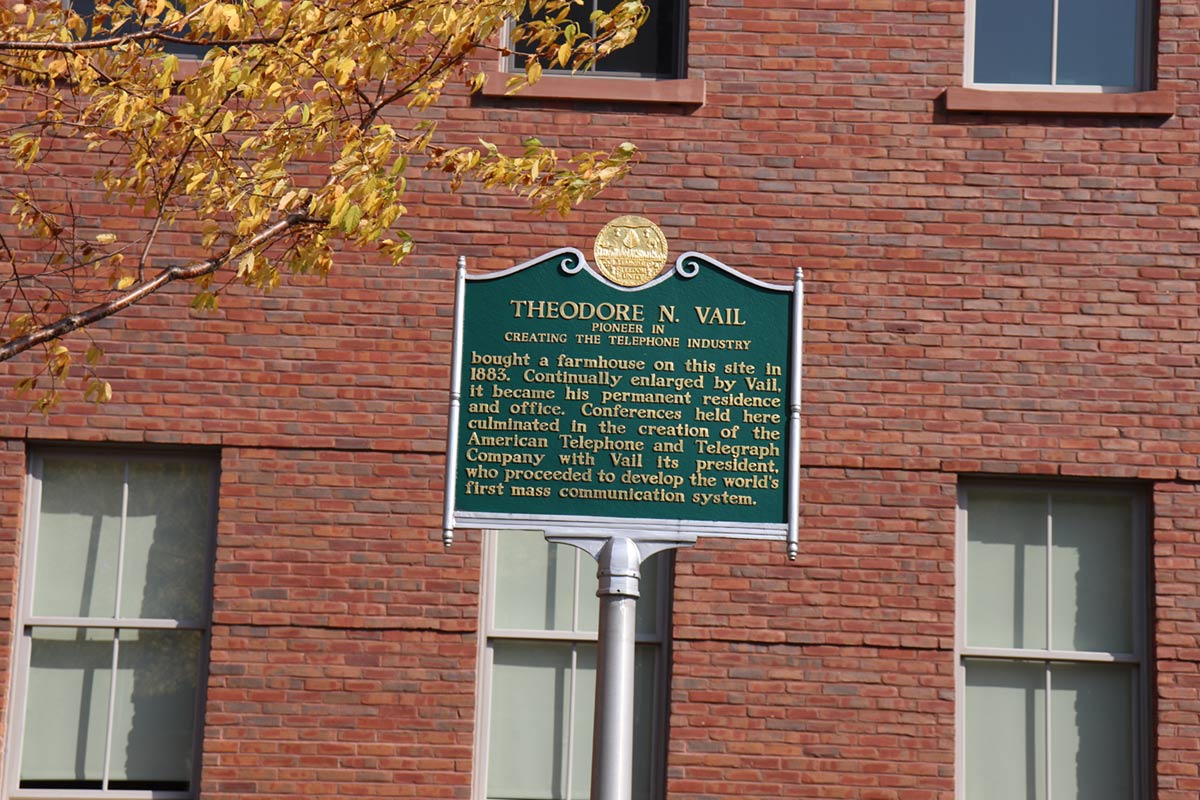 THEODORE N. VAIL
PIONEER IN
CREATING THE TELEPHONE INDUSTRY
bought a farmhouse on this site in
1883. Continually enlarged by Vail,
it became his permanent residence
and office. Conferences held here
culminated in the creation of the
American Telephone and Telegraph
Company with Vail its president,
who proceeded to develop the world's
first mass communication system.